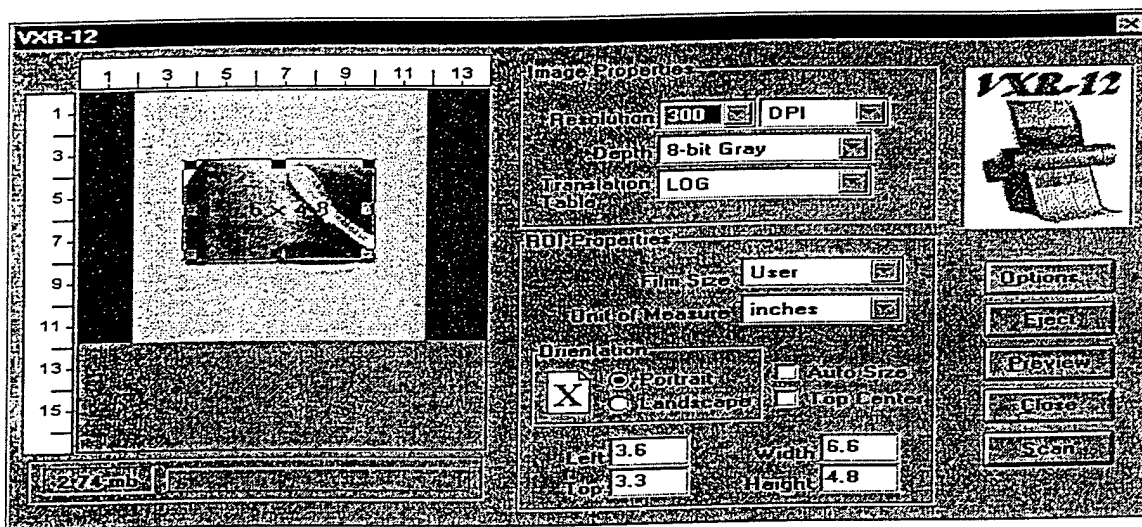 VXR-12
1 3 5 7 9 11 13
1
3
5
7
9
11
13
15
2.74 mb
Image Properties
Resolution 300 DPI
Depth 8-bit Gray
Translation Table LOG
ROI Properties
Film Size User
Unit of Measure inches
Orientation
X
Portrait
Landscape
Auto Size
Top Center
Left 3.6
Width 6.6
Top 3.3
Height 4.8
VXR-12
Options
Eject
Preview
Close
Scan